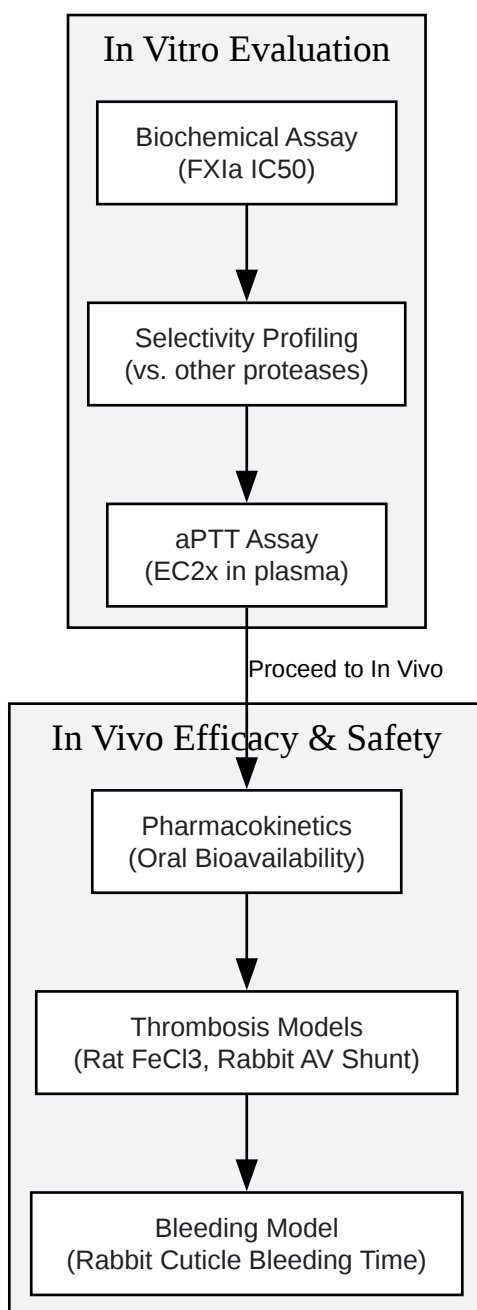 In Vitro Evaluation
Biochemical Assay
(FXIa IC50)
Selectivity Profiling
(vs. other proteases)
aPTT Assay
(EC2x in plasma)
Proceed to In Vivo
In Vivo Efficacy & Safety
Pharmacokinetics
(Oral Bioavailability)
Thrombosis Models
(Rat FeCl3, Rabbit AV Shunt)
Bleeding Model
(Rabbit Cuticle Bleeding Time)